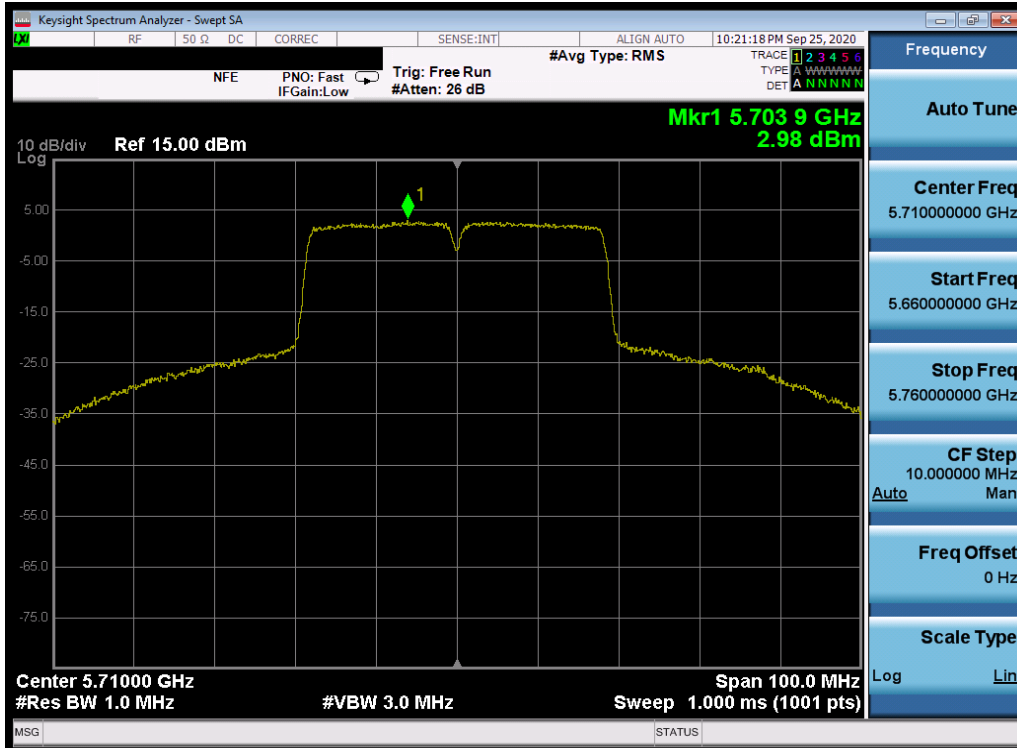 Keysight Spectrum Analyzer - Swept SA
LXI RF 50 Ω DC CORREC SENSE:INT ALIGN AUTO 10:21:18 PM Sep 25, 2020
NFE PNO: Fast Trig: Free Run #Avg Type: RMS TRACE 1 2 3 4 5 6
IFGain:Low #Atten: 26 dB TYPE A WWWWW
DET A N N N N N
Mkr1 5.703 9 GHz
2.98 dBm
10 dB/div Ref 15.00 dBm
Log
1
5.00
-5.00
-15.0
-25.0
-35.0
-45.0
-55.0
-65.0
-75.0
Center 5.71000 GHz Span 100.0 MHz
#Res BW 1.0 MHz #VBW 3.0 MHz Sweep 1.000 ms (1001 pts)
MSG STATUS
Frequency
Auto Tune
Center Freq
5.710000000 GHz
Start Freq
5.660000000 GHz
Stop Freq
5.760000000 GHz
CF Step
10.000000 MHz
Auto Man
Freq Offset
0 Hz
Scale Type
Log Lin